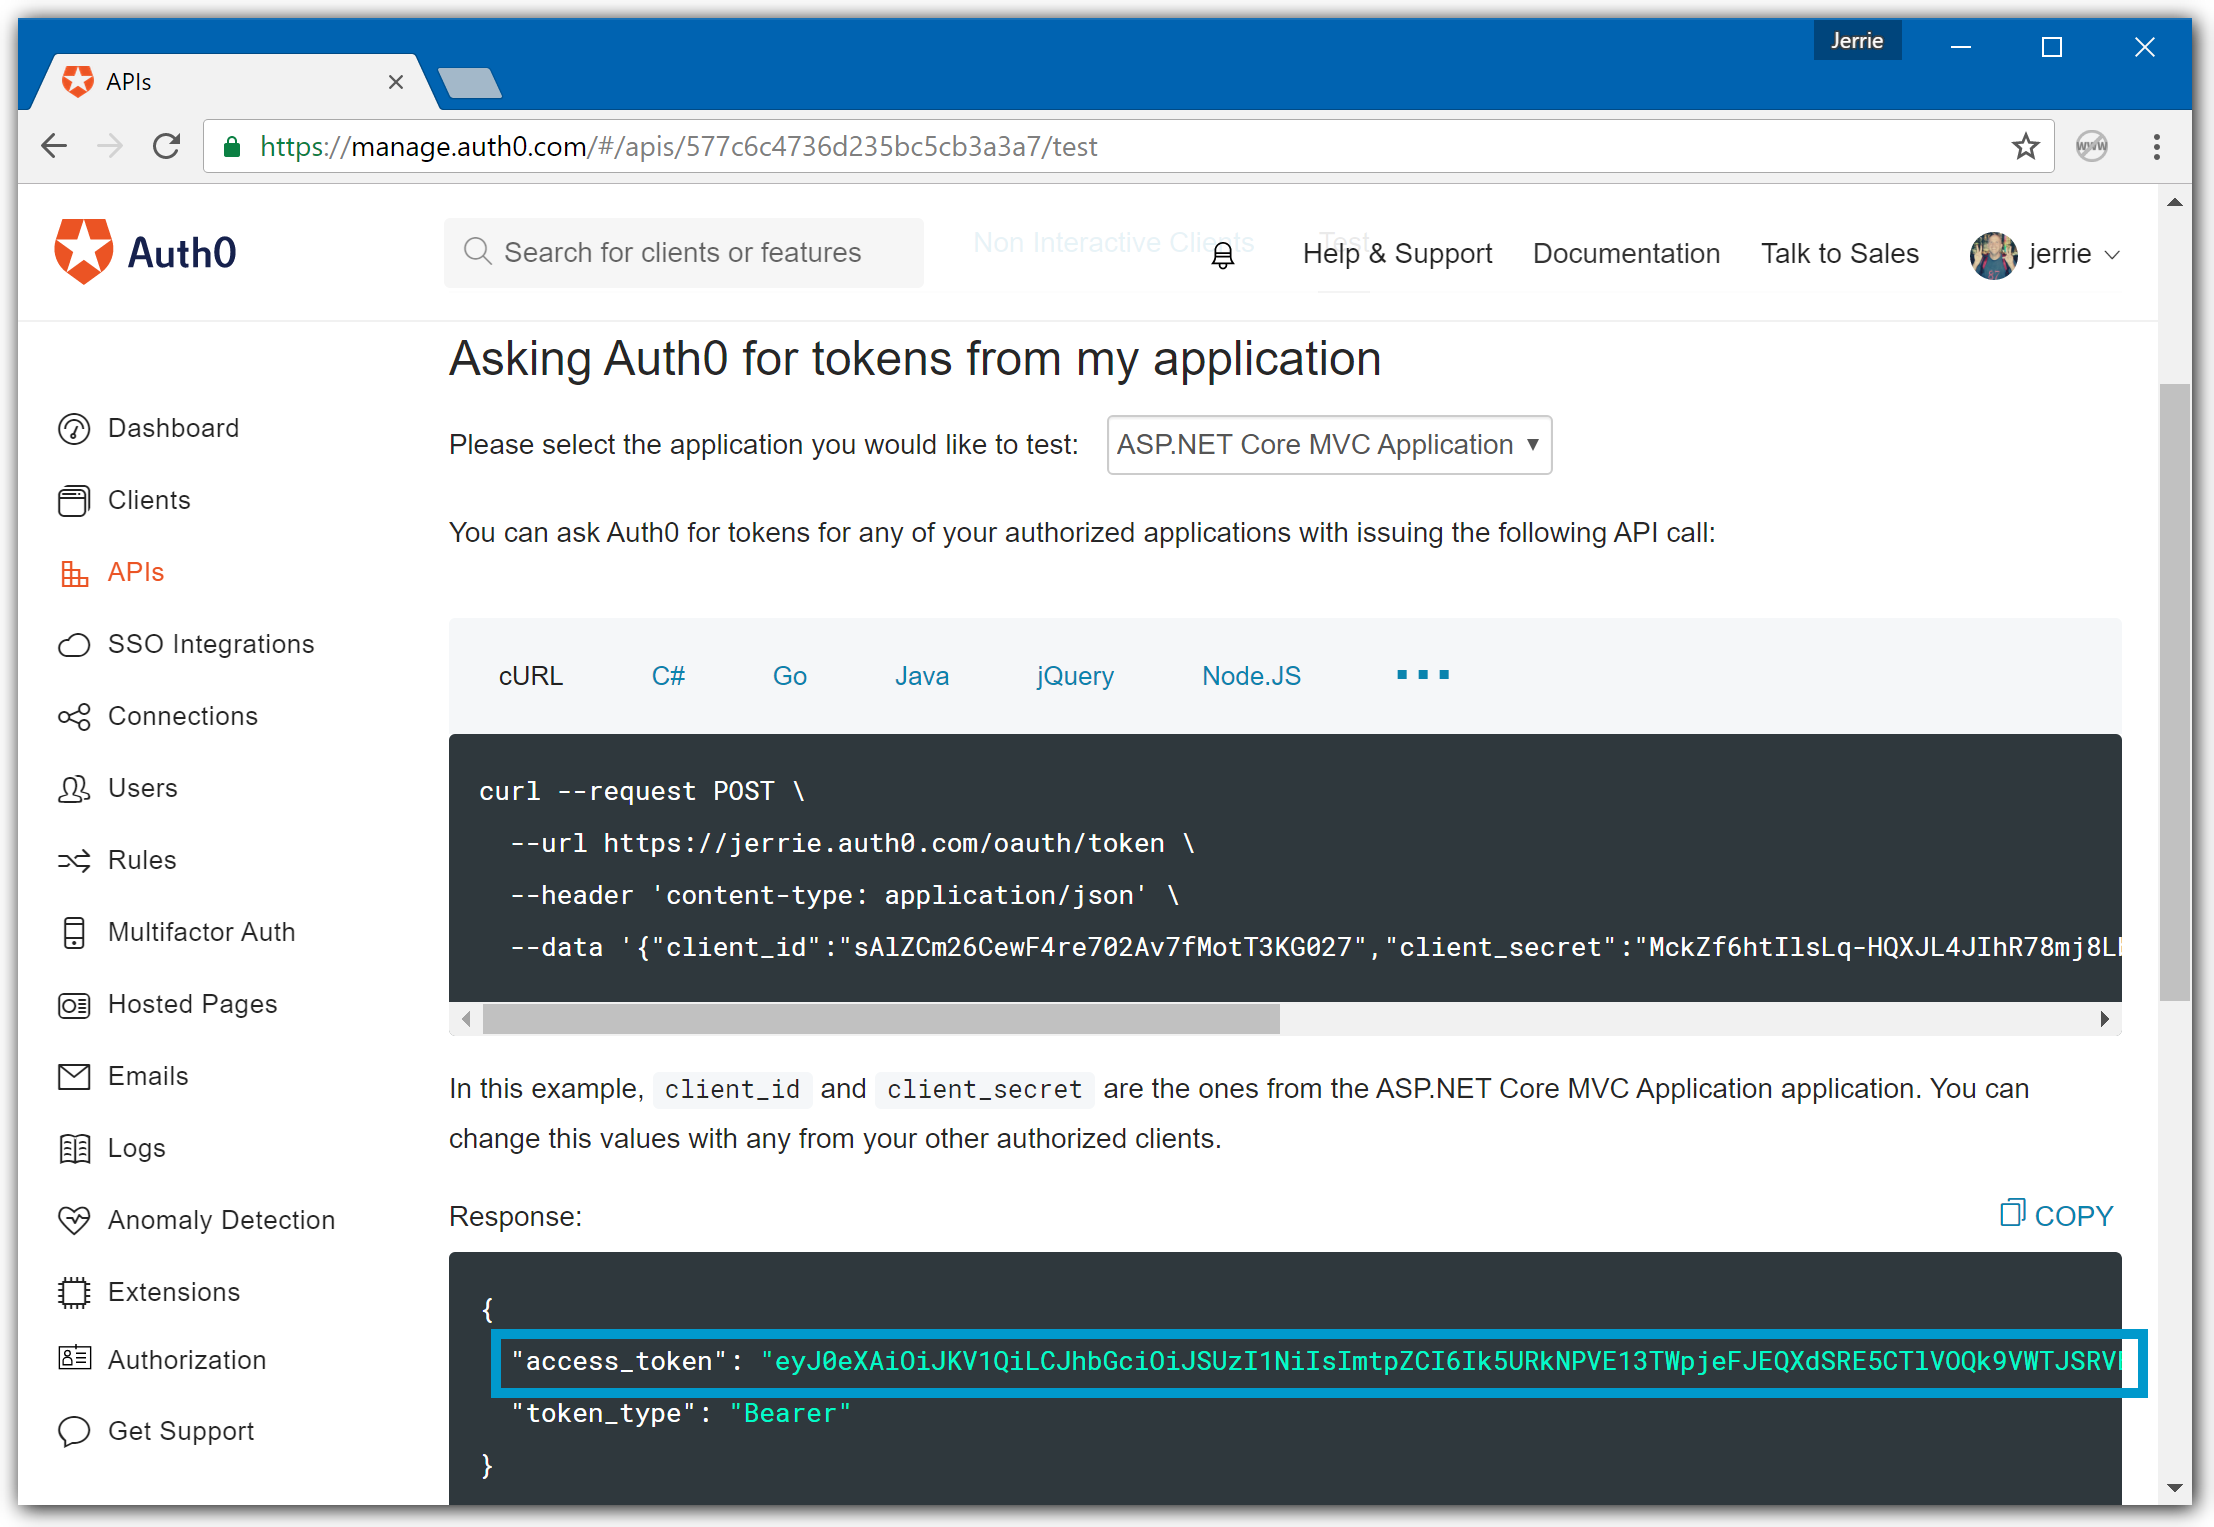 Jerrie
APIs
https://manage.auth0.com/#/apis/577c6c4736d235bc5cb3a3a7/test
Auth0
Search for clients or features
Non Interactive Clients
Test
Help & Support
Documentation
Talk to Sales
jerrie
Dashboard
Clients
APIs
SSO Integrations
Connections
Users
Rules
Multifactor Auth
Hosted Pages
Emails
Logs
Anomaly Detection
Extensions
Authorization
Get Support
Asking Auth0 for tokens from my application
Please select the application you would like to test: ASP.NET Core MVC Application
You can ask Auth0 for tokens for any of your authorized applications with issuing the following API call:
cURL C# Go Java jQuery Node.JS
curl --request POST \
--url https://jerrie.auth0.com/oauth/token \
--header 'content-type: application/json' \
--data '{"client_id":"sAlZCm26CewF4re702Av7fMotT3KG027","client_secret":"MckZf6htIlsLq-HQXJL4JIhR78mj8L
In this example, client_id and client_secret are the ones from the ASP.NET Core MVC Application application. You can
change this values with any from your other authorized clients.
Response:
COPY
{
"access_token": "eyJ0eXAiOiJKV1QiLCJhbGciOiJSUzI1NiIsImtpZCI6Ik5URkNPVE13TWpjeFJEQXdSRE5CTlVOQk9VWTJSRV
"token_type": "Bearer"
}